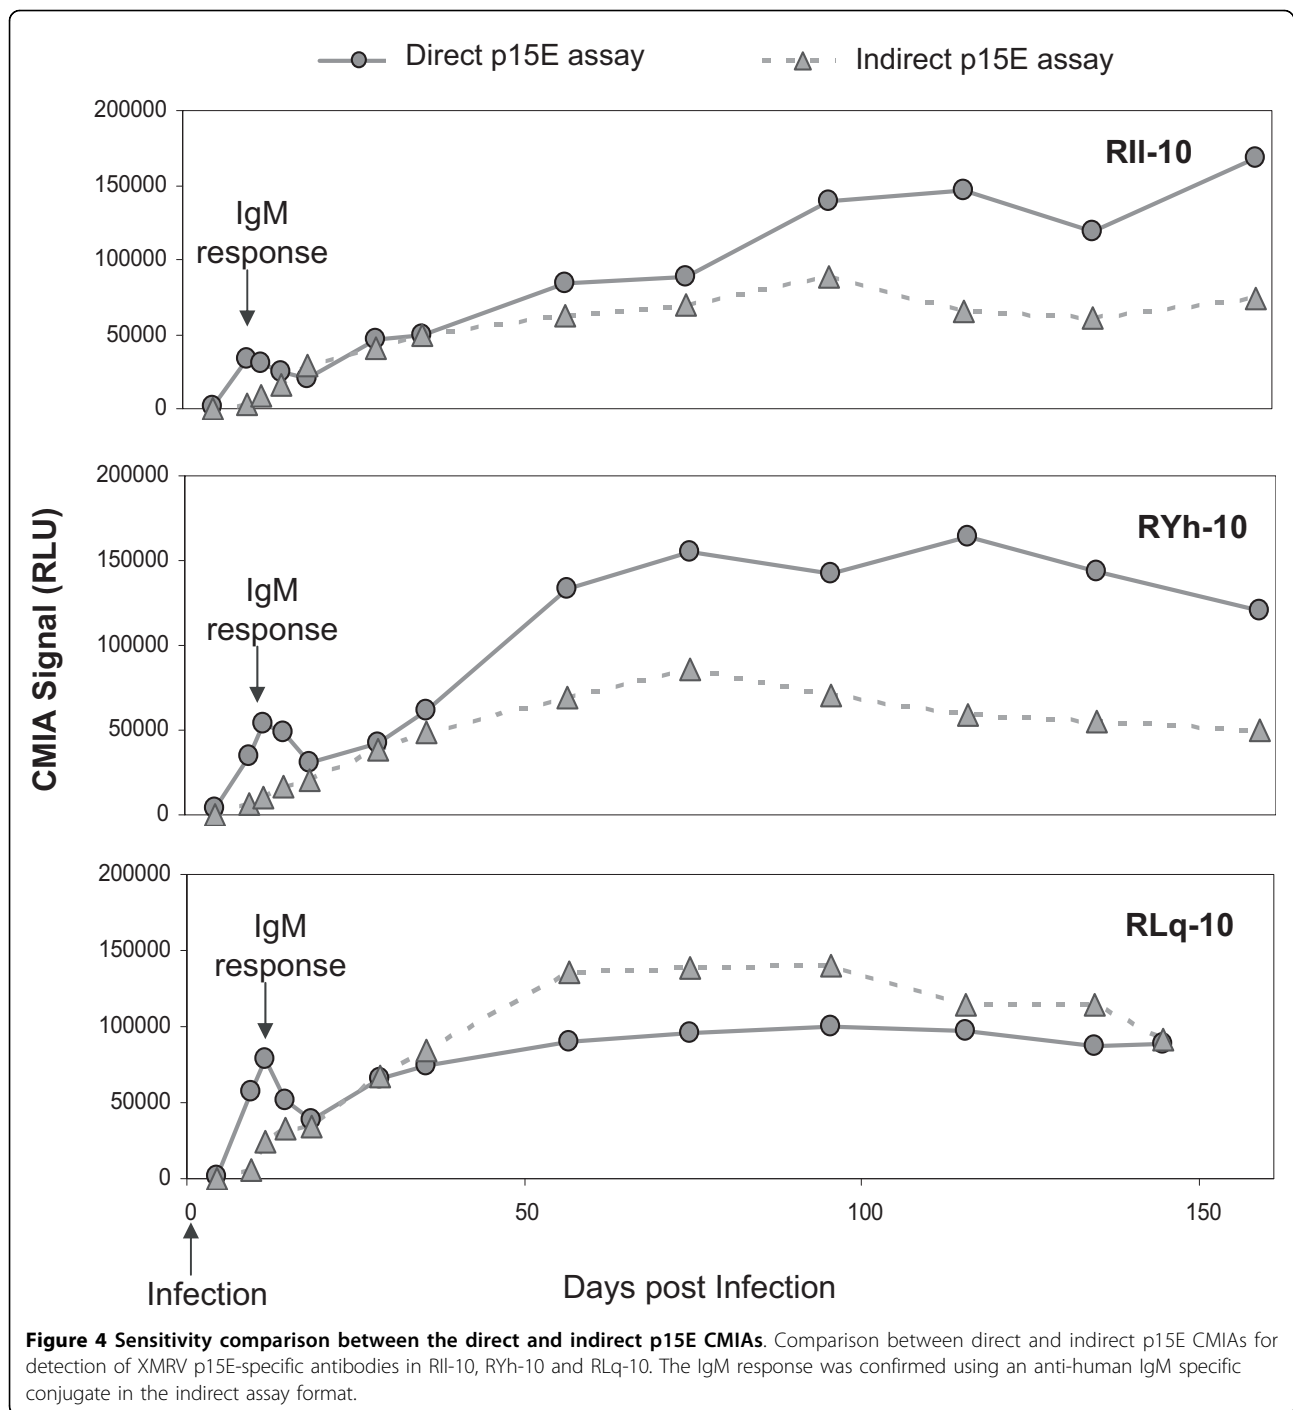 Direct p15E assay
Indirect p15E assay
200000
150000
100000
50000
0
RIl-10
IgM
response
200000
150000
100000
50000
0
RYh-10
IgM
response
200000
150000
100000
50000
0
RLq-10
IgM
response
CMIA Signal (RLU)
0
50
100
150
Infection
Days post Infection
Figure 4 Sensitivity comparison between the direct and indirect p15E CMIAs. Comparison between direct and indirect p15E CMIAs for
detection of XMRV p15E-specific antibodies in RIl-10, RYh-10 and RLq-10. The IgM response was confirmed using an anti-human IgM specific
conjugate in the indirect assay format.